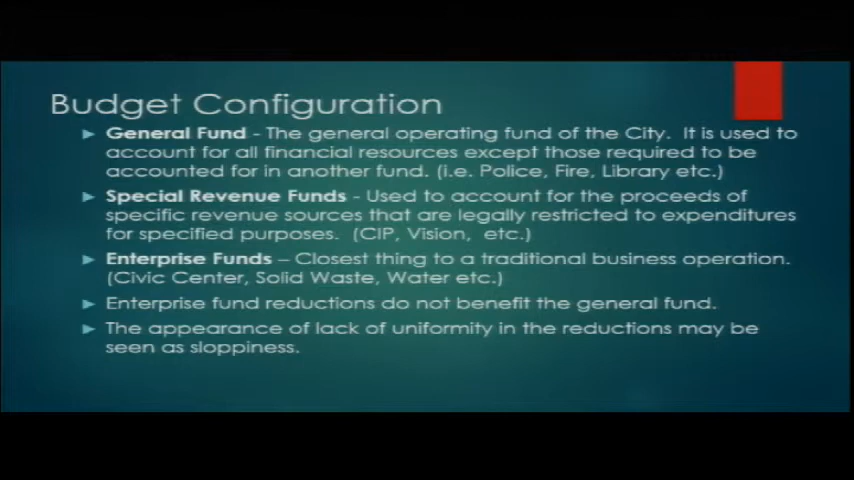 Budget Configuration
General Fund - The general operating fund of the City. It is used to
account for all financial resources except those required to be
accounted for in another fund. (i.e. Police, Fire, Library etc.)
Special Revenue Funds - Used to account for the proceeds of
specific revenue sources that are legally restricted to expenditures
for specified purposes. (CIP, Vision, etc.)
Enterprise Funds – Closest thing to a traditional business operation.
(Civic Center, Solid Waste, Water etc.)
Enterprise fund reductions do not benefit the general fund.
The appearance of lack of uniformity in the reductions may be
seen as sloppiness.